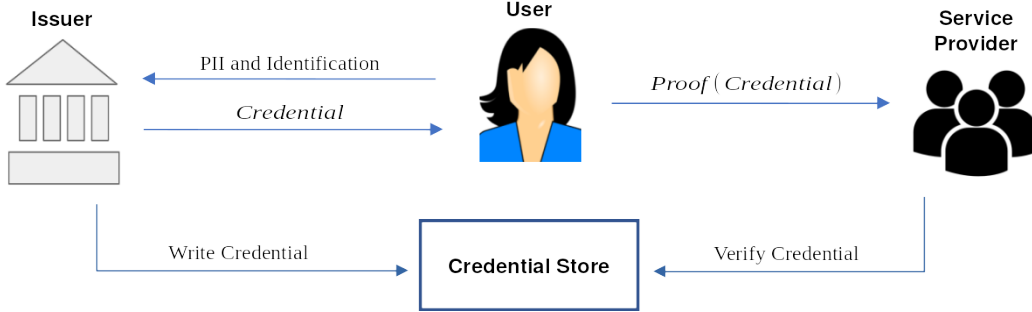 Issuer
User
Service
Provider
PII and Identification
Credential
Proof ( Credential )
Write Credential
Credential Store
Verify Credential